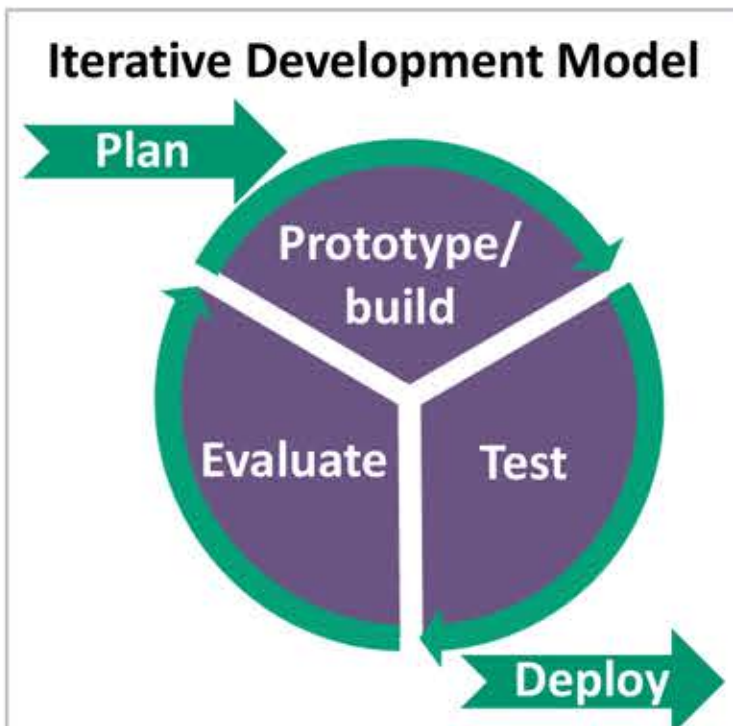 Iterative Development Model
Plan
Prototype/
build
Evaluate
Test
Deploy